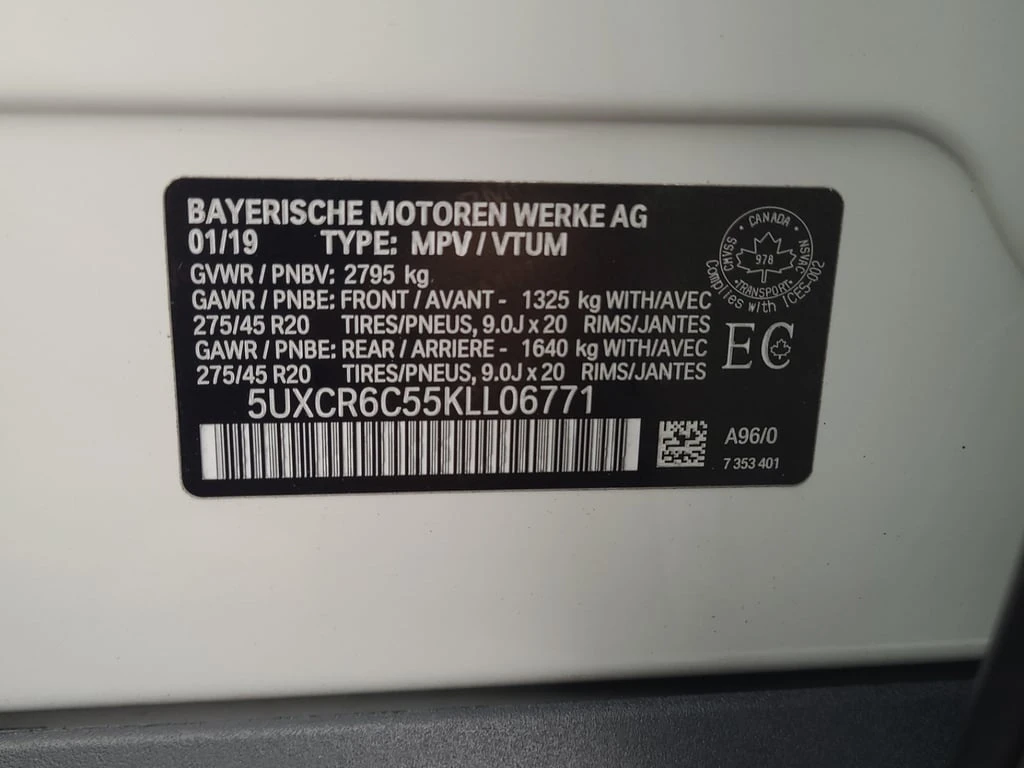 BAYERISCHE MOTOREN WERKE AG
01/19 TYPE: MPV / VTUM
GVWR / PNBV: 2795 kg
GAWR / PNBE: FRONT / AVANT - 1325 kg WITH/AVEC
275/45 R20 TIRES/PNEUS, 9.0J x 20 RIMS/JANTES
GAWR / PNBE: REAR / ARRIERE - 1640 kg WITH/AVEC
275/45 R20 TIRES/PNEUS, 9.0J x 20 RIMS/JANTES
5UXCR6C55KLL06771
CANADA
CMVSS
NSVAC
978
TRANSPORT
Complies with ICES-002
EC
A96/0
7 353 401